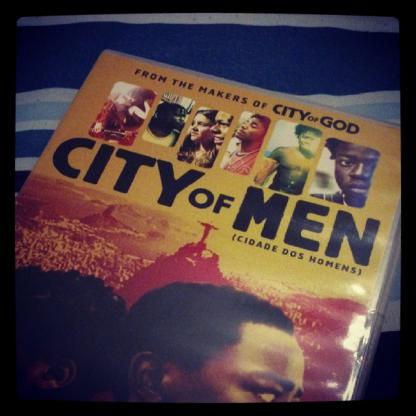 FROM THE MAKERS OF CITY OF GOD
CITY OF MEN
(CIDADE DOS HOMENS)